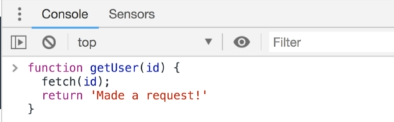 Console Sensors
top Filter
> function getUser(id) {
fetch(id);
return 'Made a request!'
}